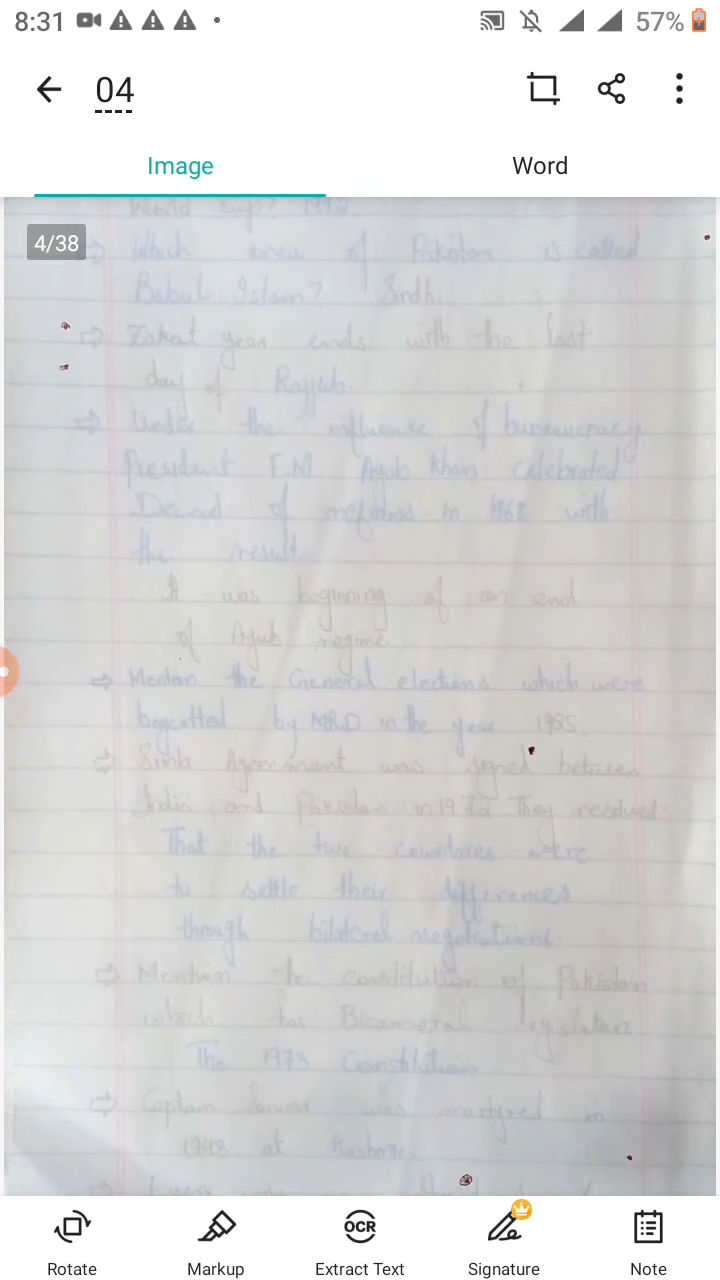 8:31
57%
04
Image Word
World cup? 1992
4/38
⇒ Which area of Pakistan is called
Babul Islam? Sindh.
⇒ Zakat year ends with the last
day of Rajjab.
⇒ Under the influence of bureaucracy
President F.M Ayub Khan celebrated
Decad of reforms in 1968 with
the result.
It was beginning of an end
of Ayub regime
⇒ Mention the General elections which were
boycotted by MRD in the year 1985.
⇒ Simla Agreement was signed between
India and Pakistan in 1972 They resolved
That the two countries were
to settle their differences
through bilateral negotiations.
⇒ Mention the constitution of Pakistan
which has Bicameral legislature
The 1973 Constitution
⇒ Captain Sarwar was martyred in
1948 at
Rotate Markup OCR Extract Text Signature Note